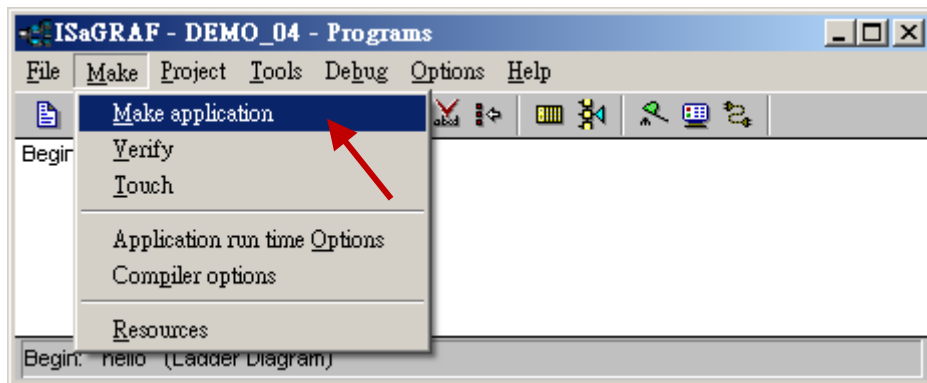 ISaGRAF - DEMO_04 - Programs
File Make Project Tools Debug Options Help
Make application
Begin
Verify
Touch
Application run time Options
Compiler options
Resources
Begin: hello (Ladder Diagram)